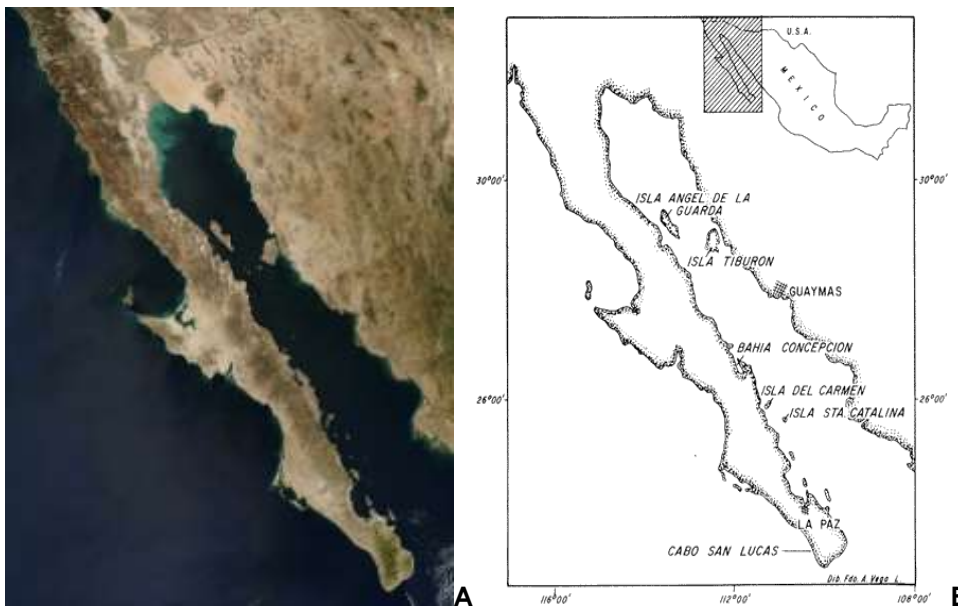 U.S.A.
MEXICO
30°00'
30°00'
ISLA ANGEL DE LA
GUARDA
ISLA TIBURON
GUAYMAS
BAHIA CONCEPCION
ISLA DEL CARMEN
26°00'
26°00'
ISLA STA. CATALINA
LA PAZ
CABO SAN LUCAS
Dib. Fdo. A. Vega L.
A
B
116°00'
112°00'
108°00'